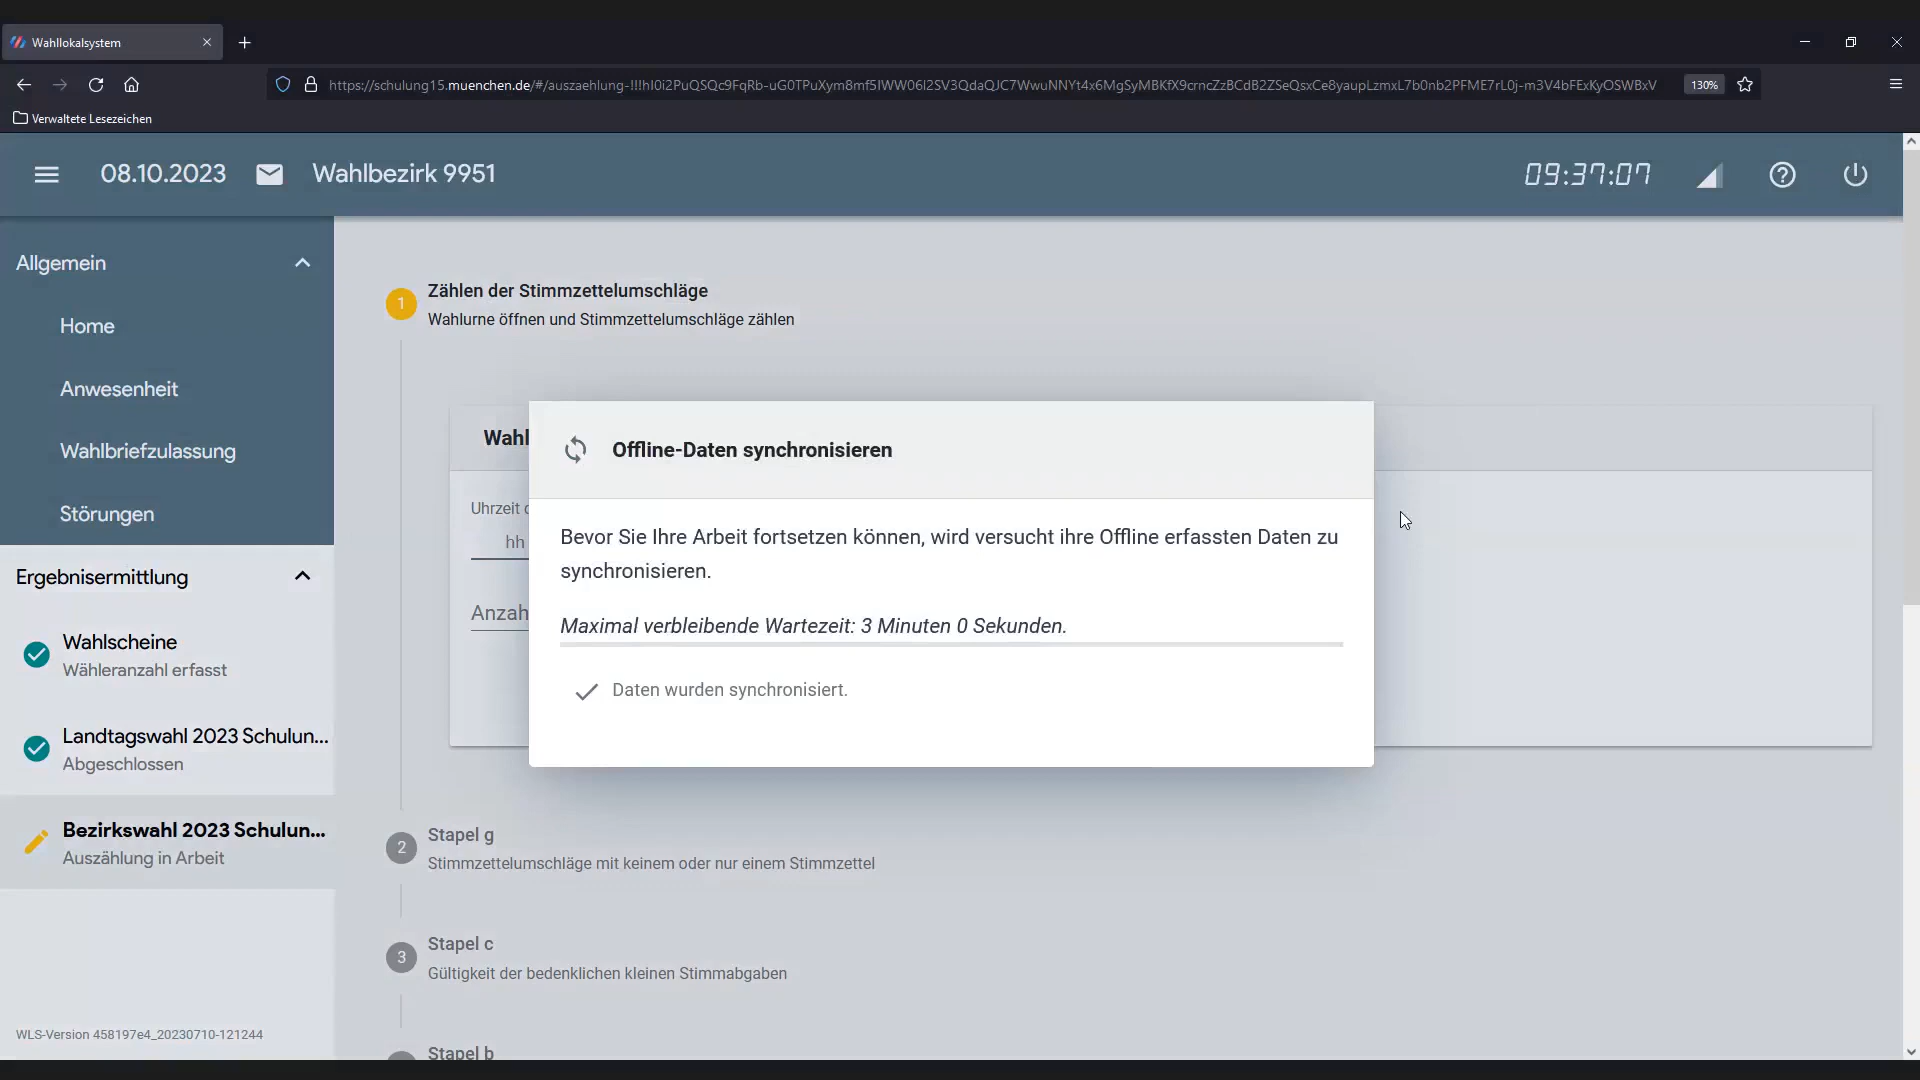 Wahllokalsystem
https://schulung15.muenchen.de/#/auszaehlung-!!!hI0i2PuQSQc9FqRb-uG0TPuXym8mf5IWW06I2SV3QdaQJC7WwuNNYt4x6MgSyMBKfX9crncZzBCdB2ZSeQsxCe8yaupLzmxL7b0nb2PFME7rL0j-m3V4bFExKyOSWBxV
130%
Verwaltete Lesezeichen
08.10.2023
Wahlbezirk 9951
09:37:07
Allgemein
Home
Anwesenheit
Wahlbriefzulassung
Störungen
Ergebnisermittlung
Wahlscheine
Wähleranzahl erfasst
Landtagswahl 2023 Schulun...
Abgeschlossen
Bezirkswahl 2023 Schulun...
Auszählung in Arbeit
WLS-Version 458197e4_20230710-121244
1
Zählen der Stimmzettelumschläge
Wahlurne öffnen und Stimmzettelumschläge zählen
Wahl
Uhrzeit
hh
Anzah
Offline-Daten synchronisieren
Bevor Sie Ihre Arbeit fortsetzen können, wird versucht ihre Offline erfassten Daten zu
synchronisieren.
Maximal verbleibende Wartezeit: 3 Minuten 0 Sekunden.
Daten wurden synchronisiert.
2
Stapel g
Stimmzettelumschläge mit keinem oder nur einem Stimmzettel
3
Stapel c
Gültigkeit der bedenklichen kleinen Stimmabgaben
Stapel b